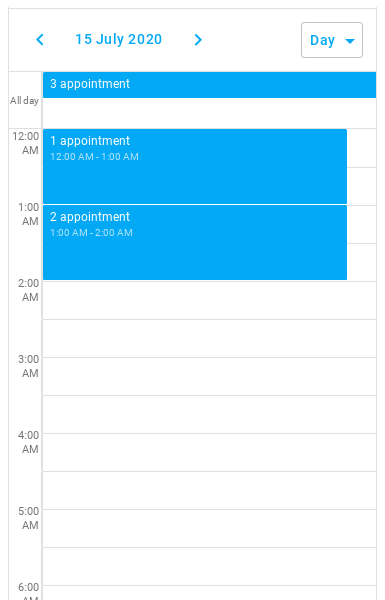 15 July 2020
Day
All day
3 appointment
12:00
AM
1 appointment
12:00 AM - 1:00 AM
1:00
AM
2 appointment
1:00 AM - 2:00 AM
2:00
AM
3:00
AM
4:00
AM
5:00
AM
6:00
AM